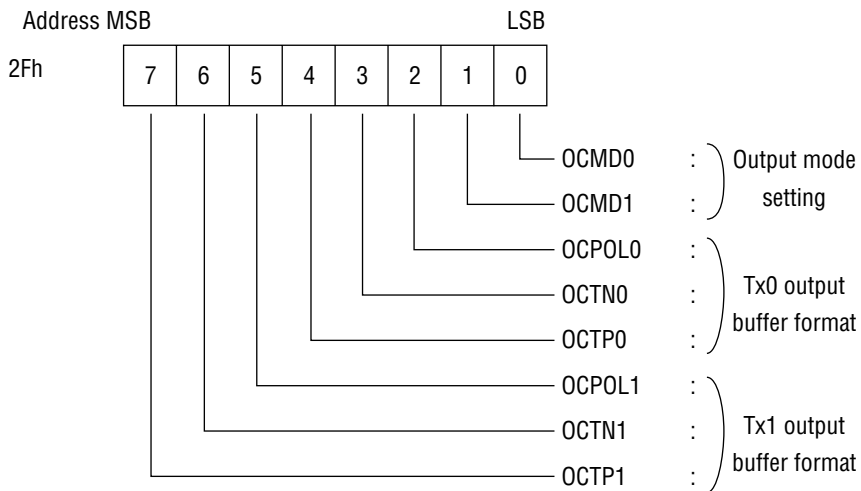 Address MSB LSB
2Fh 7 6 5 4 3 2 1 0
OCMD0 : Output mode
OCMD1 : setting
OCPOL0 :
OCTN0 : Tx0 output
OCTP0 : buffer format
OCPOL1 :
OCTN1 : Tx1 output
OCTP1 : buffer format